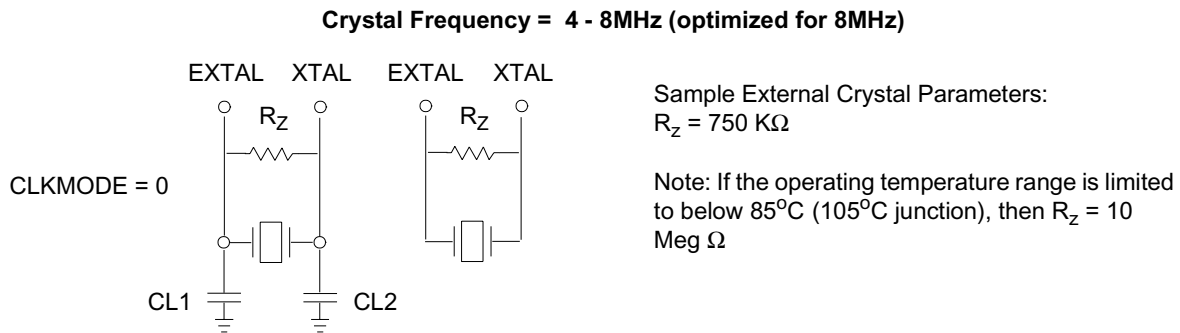 Crystal Frequency = 4 - 8MHz (optimized for 8MHz)
EXTAL XTAL EXTAL XTAL
R_Z R_Z
CLKMODE = 0
CL1 CL2
Sample External Crystal Parameters:
R_z = 750 KΩ
Note: If the operating temperature range is limited
to below 85°C (105°C junction), then R_z = 10
Meg Ω